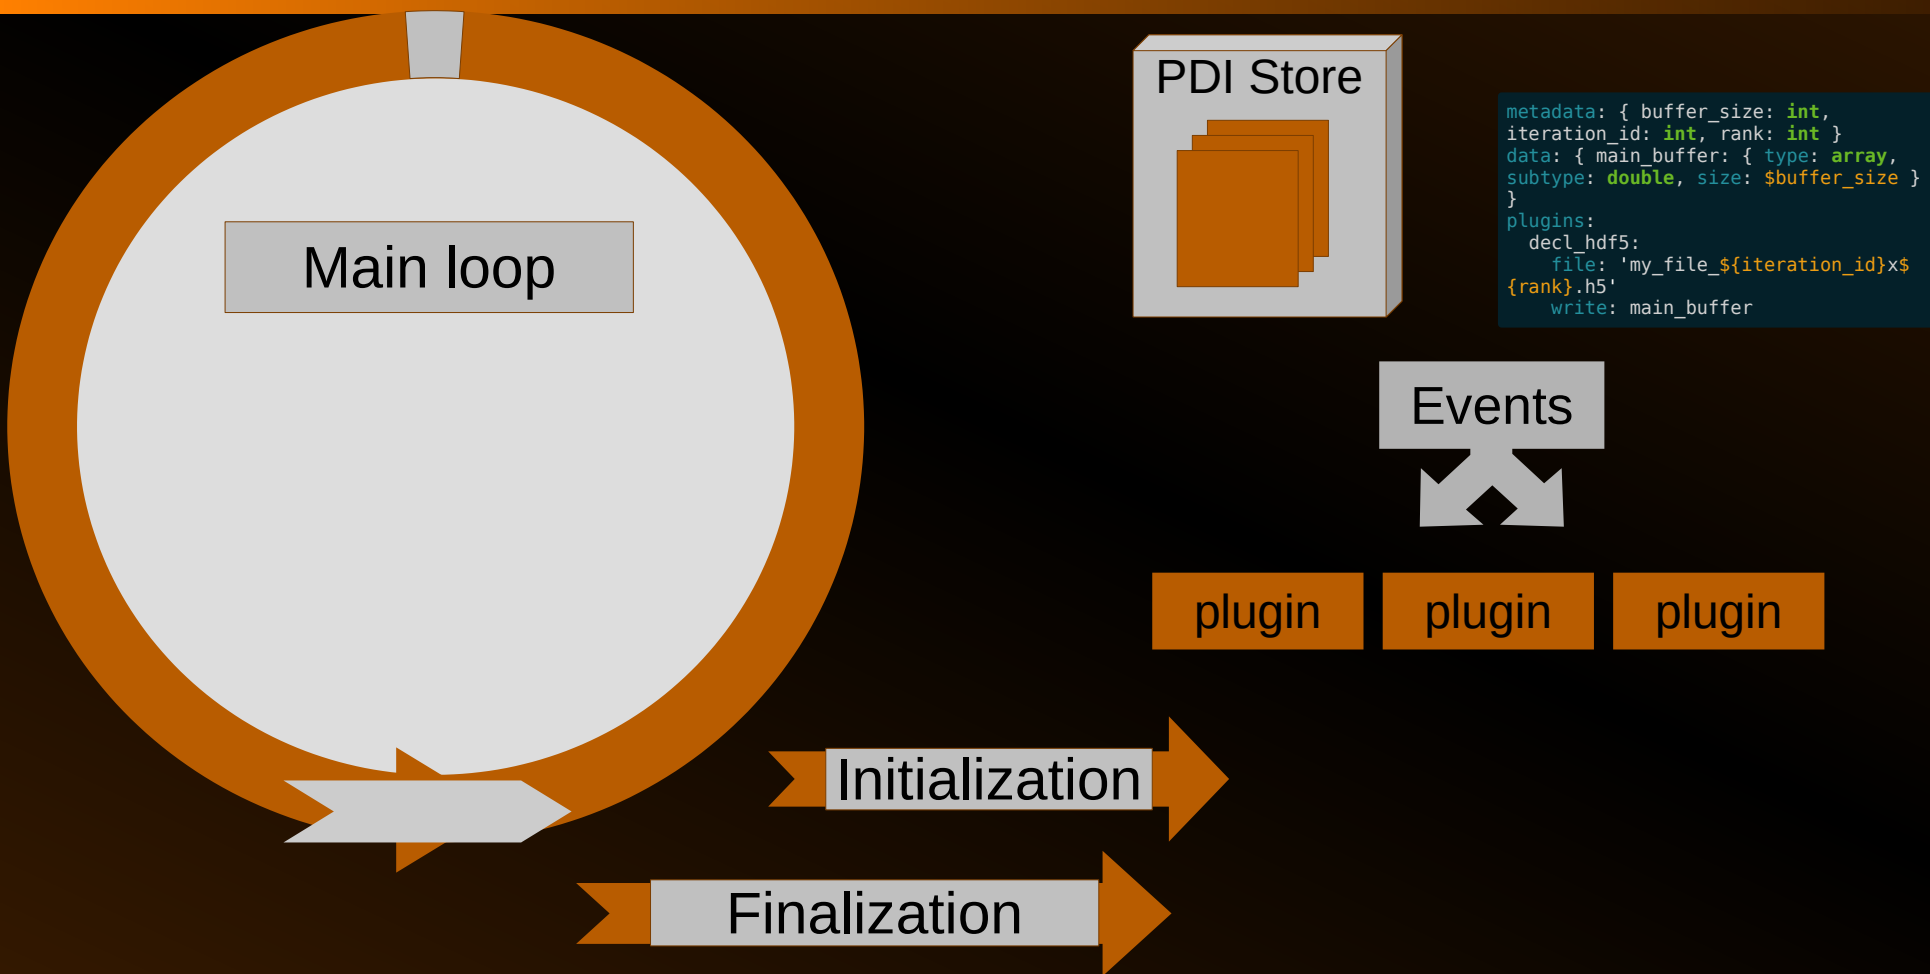 PDI Store
metadata: { buffer_size: int,
iteration_id: int, rank: int }
data: { main_buffer: { type: array,
subtype: double, size: $buffer_size }
}
plugins:
  decl_hdf5:
    file: 'my_file_${iteration_id}x$
{rank}.h5'
    write: main_buffer
Main loop
Events
plugin
plugin
plugin
Initialization
Finalization